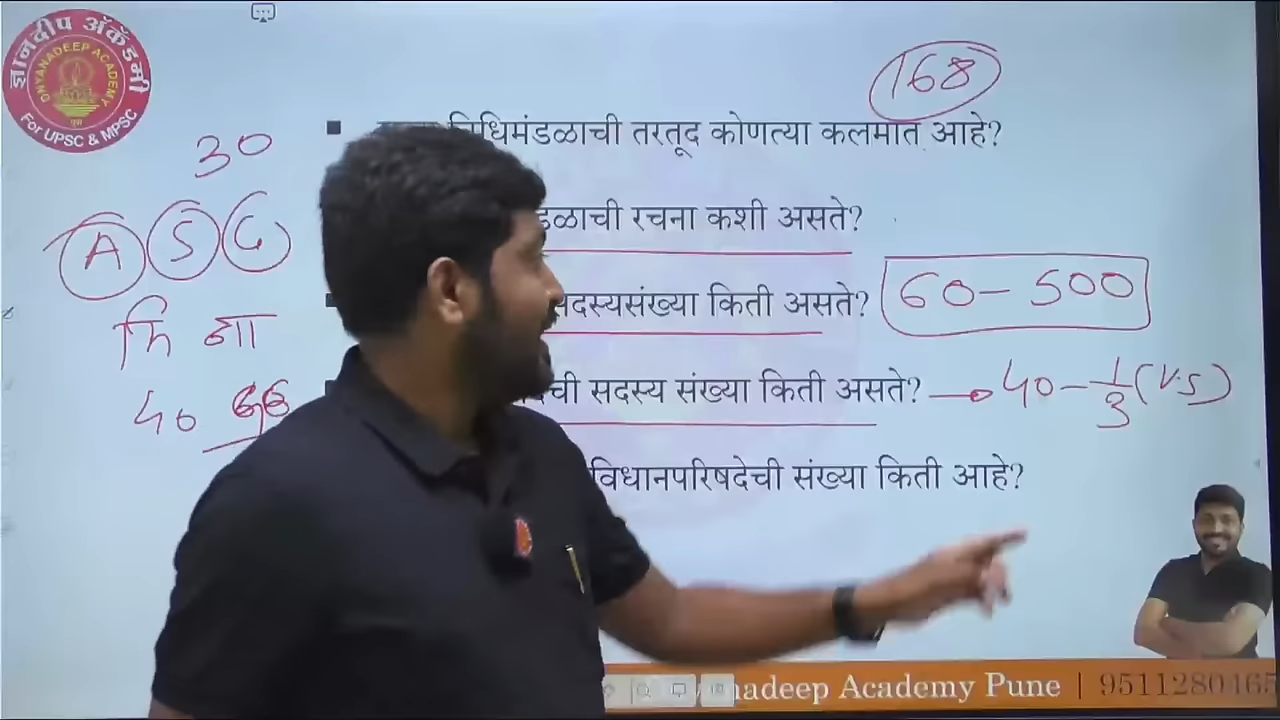 ज्ञानदीप अ‍ॅकॅडमी
DNYANADEEP ACADEMY
पुणे
For UPSC & MPSC
168
विधिमंडळाची तरतूद कोणत्या कलमात आहे?
30
रचना कशी असते?
A S C
60 – 500
सदस्यसंख्या किती असते?
मि ना
सदस्य संख्या किती असते? → 40 – 1/3 (V.S)
40 66
विधानपरिषदेची संख्या किती आहे?
Academy Pune | 9511280465